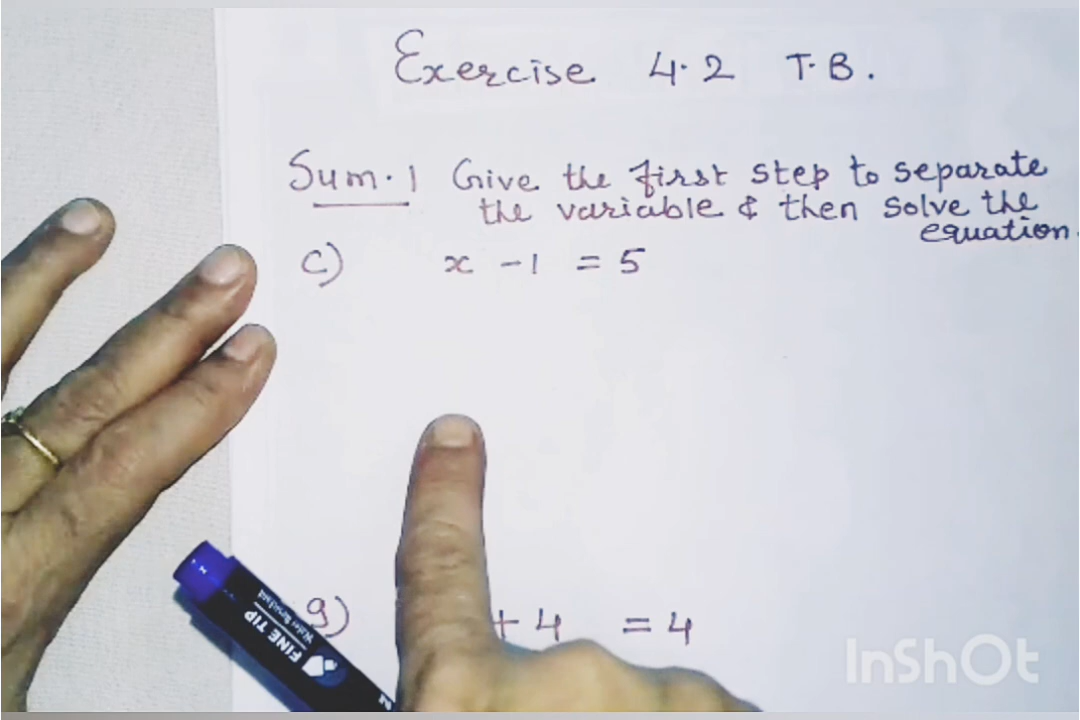 Exercise 4.2 T.B.
Sum.1 Give the first step to separate
the variable & then solve the
equation.
c) x - 1 = 5
g) + 4 = 4
FINE TIP
InShOt